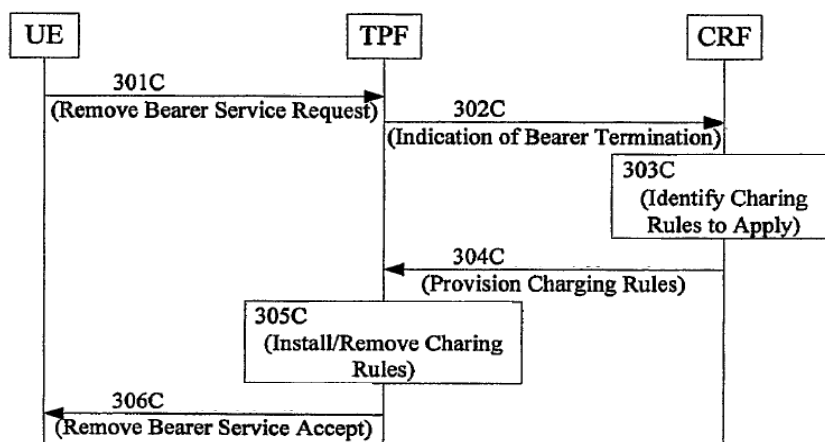 UE
TPF
CRF
301C
(Remove Bearer Service Request)
302C
(Indication of Bearer Termination)
303C
(Identify Charing
Rules to Apply)
304C
(Provision Charging Rules)
305C
(Install/Remove Charing
Rules)
306C
(Remove Bearer Service Accept)